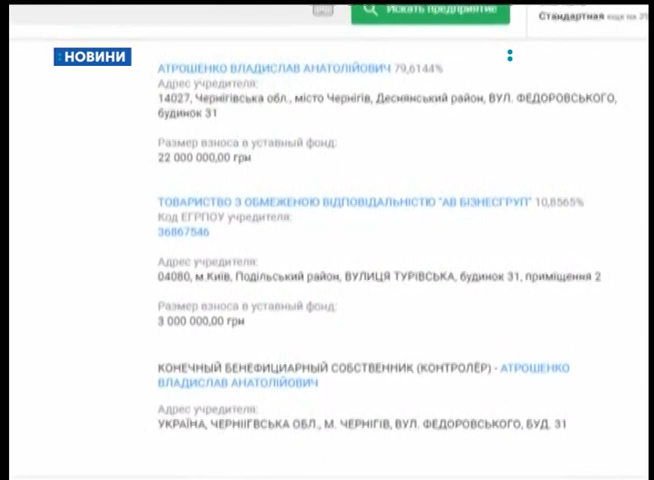 Искать предприятие
Стандартная еще на
НОВИНИ
АТРОШЕНКО ВЛАДИСЛАВ АНАТОЛІЙОВИЧ 79,6144%
Адрес учредителя:
14027, Чернігівська обл., місто Чернігів, Деснянський район, ВУЛ. ФЕДОРОВСЬКОГО,
будинок 31
Размер взноса в уставный фонд:
22 000 000,00 грн
ТОВАРИСТВО З ОБМЕЖЕНОЮ ВІДПОВІДАЛЬНІСТЮ "АВ БІЗНЕСГРУП" 10,8565%
Код ЕГРПОУ учредителя:
36867546
Адрес учредителя:
04080, м.Київ, Подільський район, ВУЛИЦЯ ТУРІВСЬКА, будинок 31, приміщення 2
Размер взноса в уставный фонд:
3 000 000,00 грн
КОНЕЧНЫЙ БЕНЕФИЦИАРНЫЙ СОБСТВЕННИК (КОНТРОЛЁР) - АТРОШЕНКО
ВЛАДИСЛАВ АНАТОЛІЙОВИЧ
Адрес учредителя:
УКРАЇНА, ЧЕРНІІГВСЬКА ОБЛ., М. ЧЕРНІГІВ, ВУЛ. ФЕДОРОВСЬКОГО, БУД. 31